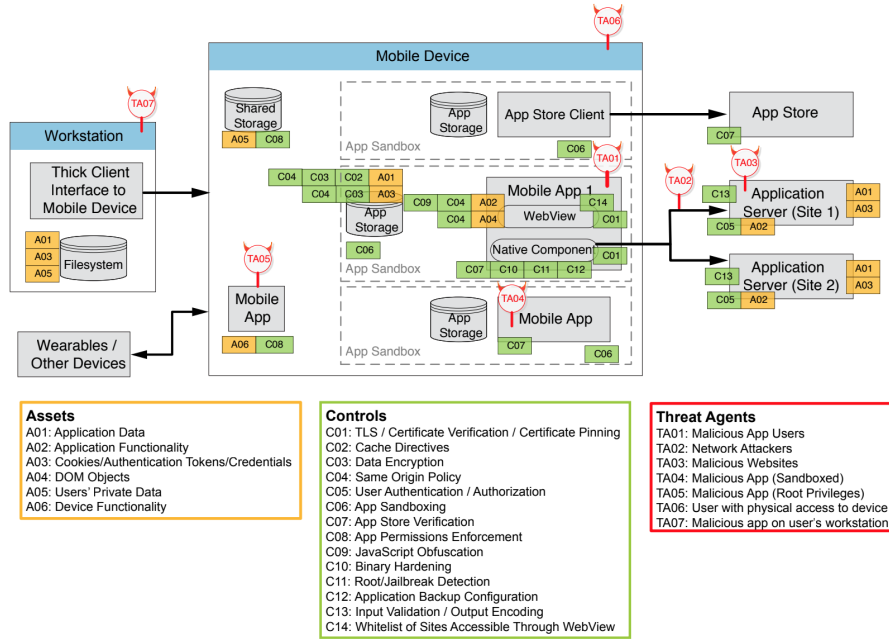 TA06
Mobile Device
TA07
Workstation
Thick Client
Interface to
Mobile Device
A01
A03
A05
Filesystem
Wearables /
Other Devices
Shared
Storage
A05 C08
TA05
Mobile
App
A06 C08
App
Storage
App Store Client
C06
App Sandbox
C04 C03 C02 A01
C04 C03 A03
App
Storage
C06
TA01
Mobile App 1
C09 C04 A02
C14
C04 A04
WebView
C01
Native Component
C01
C07 C10 C11 C12
App Sandbox
TA04
App
Storage
Mobile App
C07
C06
App Sandbox
App Store
C07
TA02
TA03
C13
Application
Server (Site 1)
A01
A03
C05 A02
C13
Application
Server (Site 2)
A01
A03
C05 A02
Assets
A01: Application Data
A02: Application Functionality
A03: Cookies/Authentication Tokens/Credentials
A04: DOM Objects
A05: Users' Private Data
A06: Device Functionality
Controls
C01: TLS / Certificate Verification / Certificate Pinning
C02: Cache Directives
C03: Data Encryption
C04: Same Origin Policy
C05: User Authentication / Authorization
C06: App Sandboxing
C07: App Store Verification
C08: App Permissions Enforcement
C09: JavaScript Obfuscation
C10: Binary Hardening
C11: Root/Jailbreak Detection
C12: Application Backup Configuration
C13: Input Validation / Output Encoding
C14: Whitelist of Sites Accessible Through WebView
Threat Agents
TA01: Malicious App Users
TA02: Network Attackers
TA03: Malicious Websites
TA04: Malicious App (Sandboxed)
TA05: Malicious App (Root Privileges)
TA06: User with physical access to device
TA07: Malicious app on user's workstation